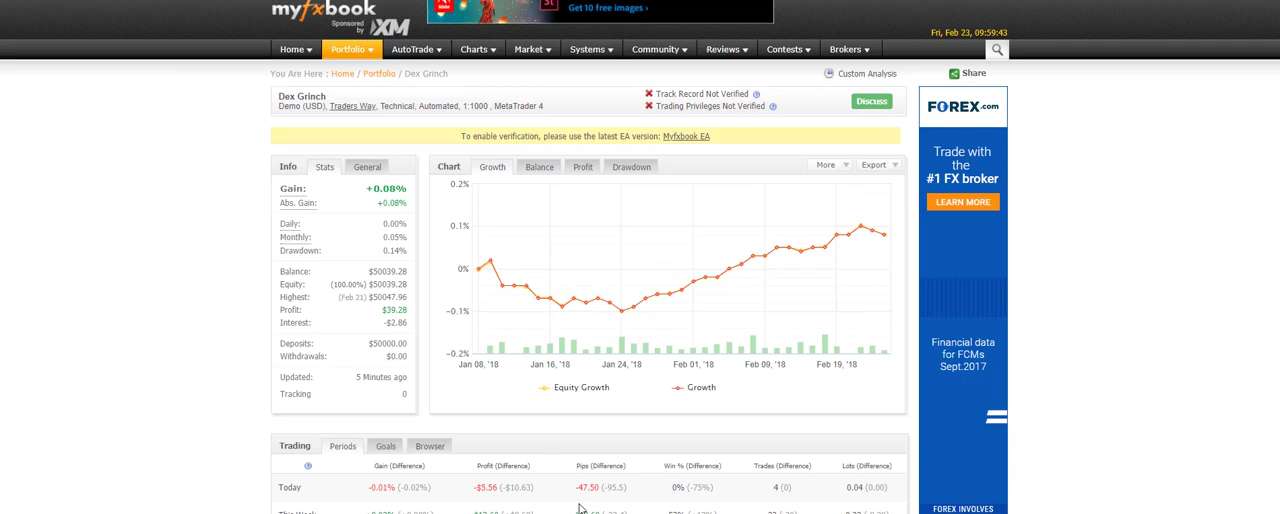 myfxbook
Sponsored by XM
Get 10 free images ›
St
Fri, Feb 23, 09:59:43
Home Portfolio AutoTrade Charts Market Systems Community Reviews Contests Brokers
You Are Here : Home / Portfolio / Dex Grinch
Custom Analysis
Share
Dex Grinch
Demo (USD), Traders Way, Technical, Automated, 1:1000 , MetaTrader 4
Track Record Not Verified
Trading Privileges Not Verified
Discuss
To enable verification, please use the latest EA version: Myfxbook EA
Info Stats General
Gain: +0.08%
Abs. Gain: +0.08%
Daily: 0.00%
Monthly: 0.05%
Drawdown: 0.14%
Balance: $50039.28
Equity: (100.00%) $50039.28
Highest: (Feb 21) $50047.96
Profit: $39.28
Interest: -$2.86
Deposits: $50000.00
Withdrawals: $0.00
Updated: 5 Minutes ago
Tracking 0
Chart Growth Balance Profit Drawdown
More Export
0.2%
0.1%
0%
-0.1%
-0.2%
Jan 08, '18 Jan 16, '18 Jan 24, '18 Feb 01, '18 Feb 09, '18 Feb 19, '18
Equity Growth Growth
FOREX.com
Trade with
the
#1 FX broker
LEARN MORE
Financial data
for FCMs
Sept.2017
FOREX INVOLVES
Trading Periods Goals Browser
Gain (Difference) Profit (Difference) Pips (Difference) Win % (Difference) Trades (Difference) Lots (Difference)
Today -0.01% (-0.02%) -$5.56 (-$10.63) -47.50 (-95.5) 0% (-75%) 4 (0) 0.04 (0.00)
This Week